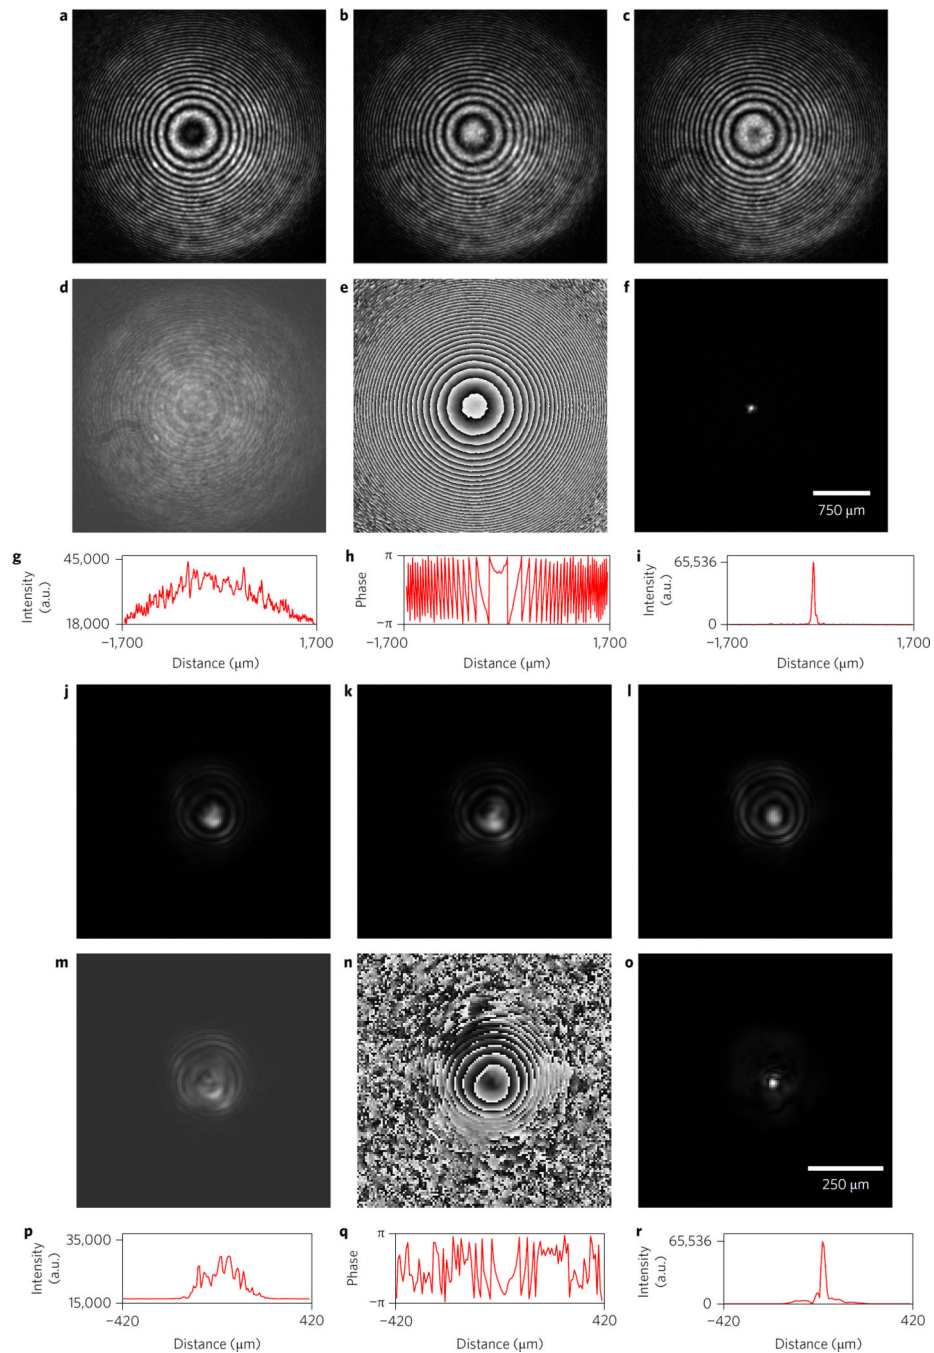 a b c
d e f
750 μm
g h i
45,000 π 65,536
Intensity (a.u.) Phase Intensity (a.u.)
18,000 −π 0
−1,700 1,700 −1,700 1,700 −1,700 1,700
Distance (μm) Distance (μm) Distance (μm)
j k l
m n o
250 μm
p q r
35,000 π 65,536
Intensity (a.u.) Phase Intensity (a.u.)
15,000 −π 0
−420 420 −420 420 −420 420
Distance (μm) Distance (μm) Distance (μm)